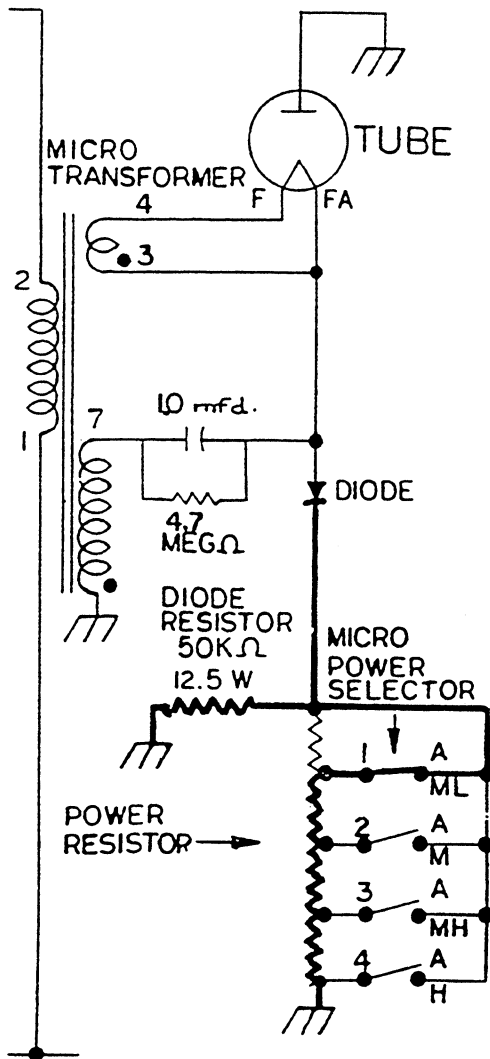 TUBE
MICRO
TRANSFORMER
F
FA
4
3
2
1
7
10 mfd.
4.7
MEGΩ
DIODE
DIODE
RESISTOR
50KΩ
12.5 W
MICRO
POWER
SELECTOR
1
A
ML
POWER
RESISTOR
2
A
M
3
A
MH
4
A
H